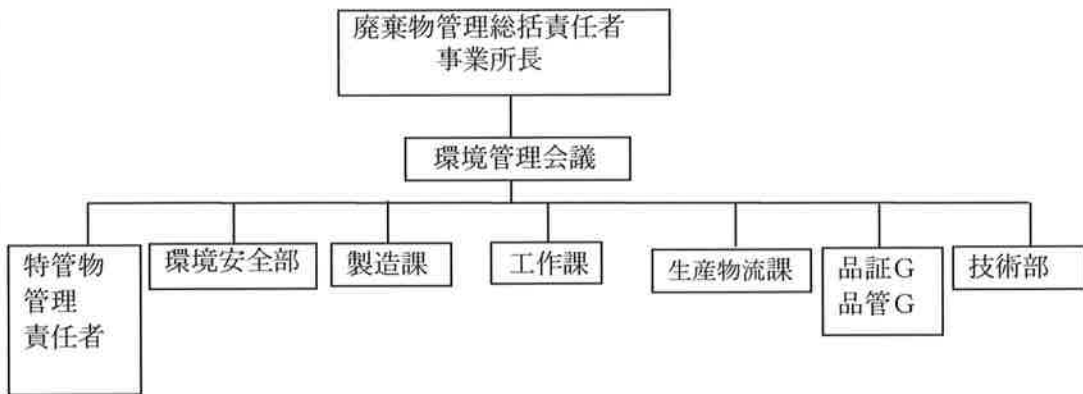 廃棄物管理総括責任者
事業所長
環境管理会議
特管物
管理
責任者
環境安全部
製造課
工作課
生産物流課
品証G
品管G
技術部